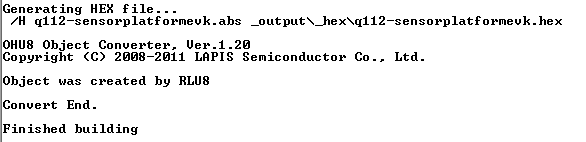 Generating HEX file...
/H q112-sensorplatformevk.abs _output\_hex\q112-sensorplatformevk.hex
OHU8 Object Converter, Ver.1.20
Copyright (C) 2008-2011 LAPIS Semiconductor Co., Ltd.
Object was created by RLU8
Convert End.
Finished building